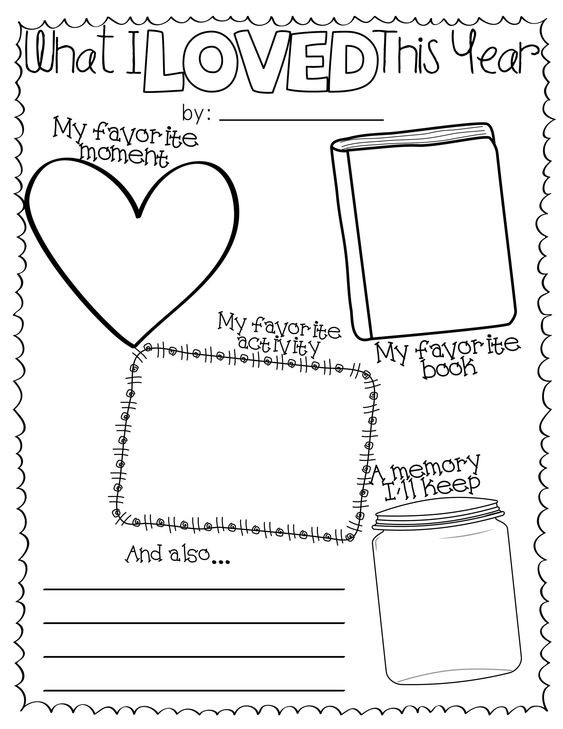 What I LOVED This Year
by:
My favorite
moment
My favorite
activity
My favorite
book
A memory
I'll keep
And also...